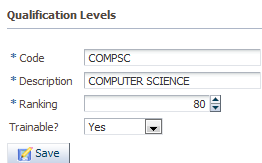 Qualification Levels
* Code COMPSC
* Description COMPUTER SCIENCE
* Ranking 80
Trainable? Yes
Save